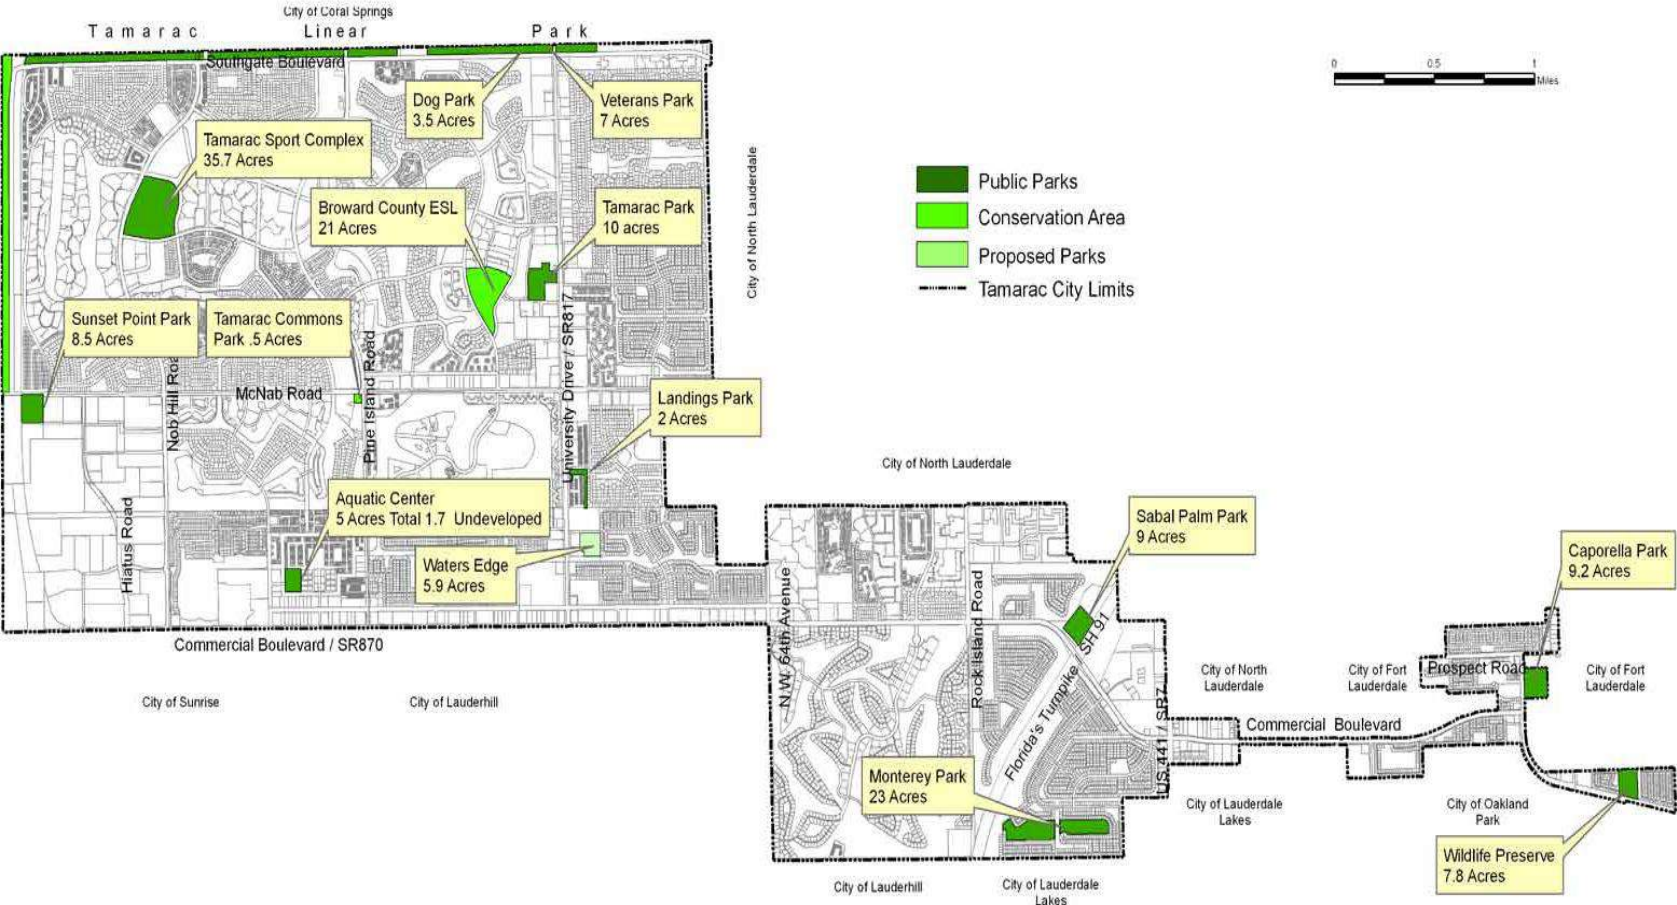 City of Coral Springs
Tamarac Linear Park
Southgate Boulevard
0 0.5 1
Miles
Dog Park
3.5 Acres
Veterans Park
7 Acres
Tamarac Sport Complex
35.7 Acres
Broward County ESL
21 Acres
Tamarac Park
10 acres
City of North Lauderdale
Public Parks
Conservation Area
Proposed Parks
Tamarac City Limits
Sunset Point Park
8.5 Acres
Tamarac Commons
Park .5 Acres
Nob Hill Road
McNab Road
Pine Island Road
University Drive / SR817
Landings Park
2 Acres
City of North Lauderdale
Hiatus Road
Aquatic Center
5 Acres Total 1.7 Undeveloped
Waters Edge
5.9 Acres
Sabal Palm Park
9 Acres
Caporella Park
9.2 Acres
N.W. 64th Avenue
Rock Island Road
Florida's Turnpike / SH 91
US 441 / SR7
Commercial Boulevard / SR870
City of Sunrise
City of Lauderhill
City of North
Lauderdale
City of Fort
Lauderdale
Prospect Road
City of Fort
Lauderdale
Commercial Boulevard
Monterey Park
23 Acres
City of Lauderdale
Lakes
City of Oakland
Park
Wildlife Preserve
7.8 Acres
City of Lauderhill
City of Lauderdale
Lakes